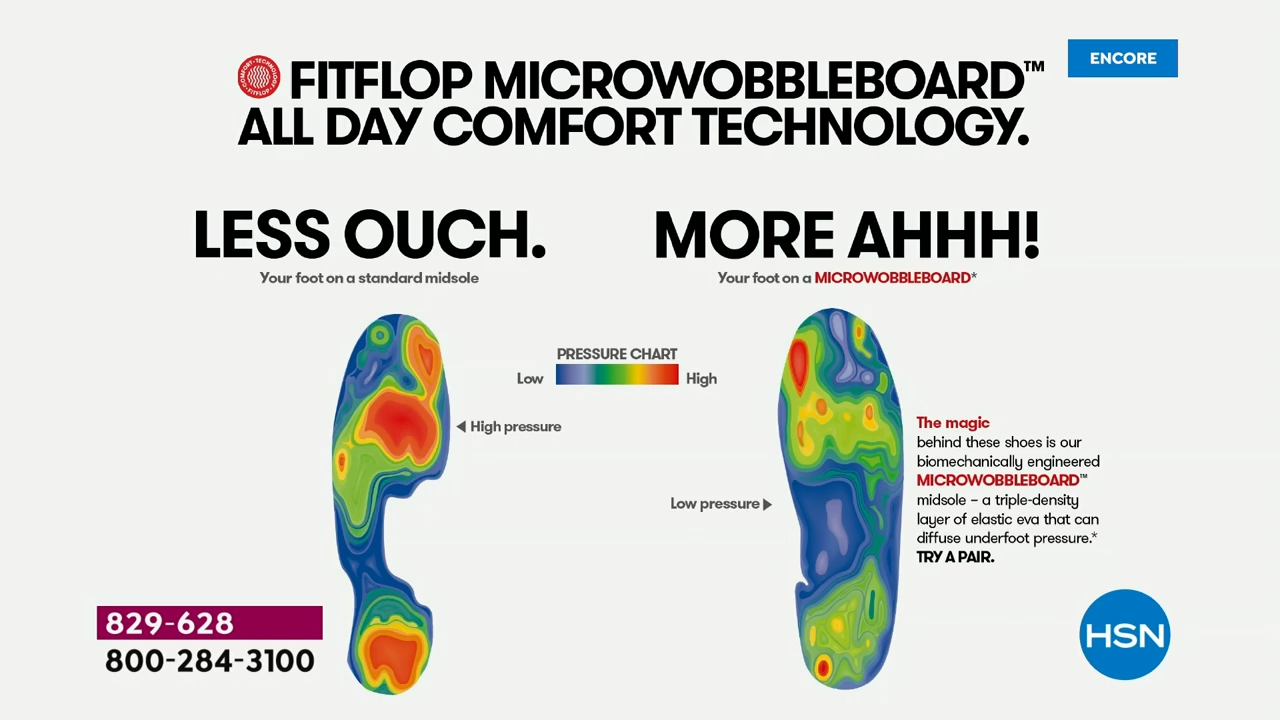 ENCORE
FITFLOP MICROWOBBLEBOARD™
ALL DAY COMFORT TECHNOLOGY.
LESS OUCH.
Your foot on a standard midsole
MORE AHHH!
Your foot on a MICROWOBBLEBOARD*
PRESSURE CHART
Low
High
High pressure
Low pressure
The magic
behind these shoes is our
biomechanically engineered
MICROWOBBLEBOARD™
midsole – a triple-density
layer of elastic eva that can
diffuse underfoot pressure.*
TRY A PAIR.
829-628
800-284-3100
HSN